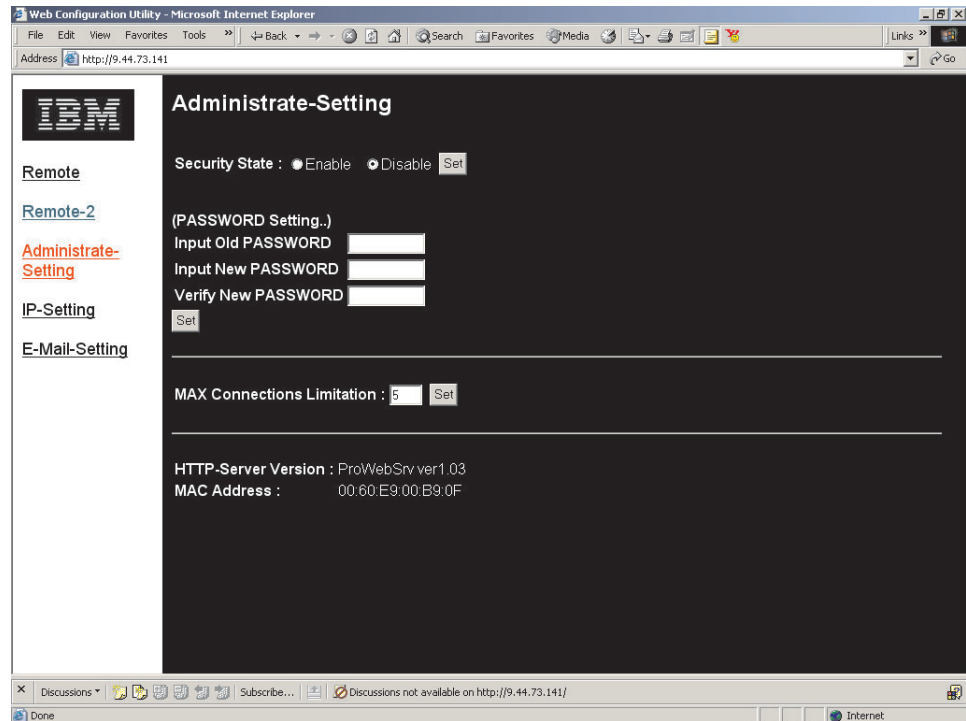 Web Configuration Utility - Microsoft Internet Explorer
File Edit View Favorites Tools » Back Search Favorites Media Links »
Address http://9.44.73.141 Go
IBM
Remote
Remote-2
Administrate-
Setting
IP-Setting
E-Mail-Setting
Administrate-Setting
Security State : Enable Disable Set
(PASSWORD Setting..)
Input Old PASSWORD
Input New PASSWORD
Verify New PASSWORD
Set
MAX Connections Limitation : 5 Set
HTTP-Server Version : ProWebSrv ver1.03
MAC Address : 00:60:E9:00:B9:0F
Discussions Subscribe... Discussions not available on http://9.44.73.141/
Done Internet